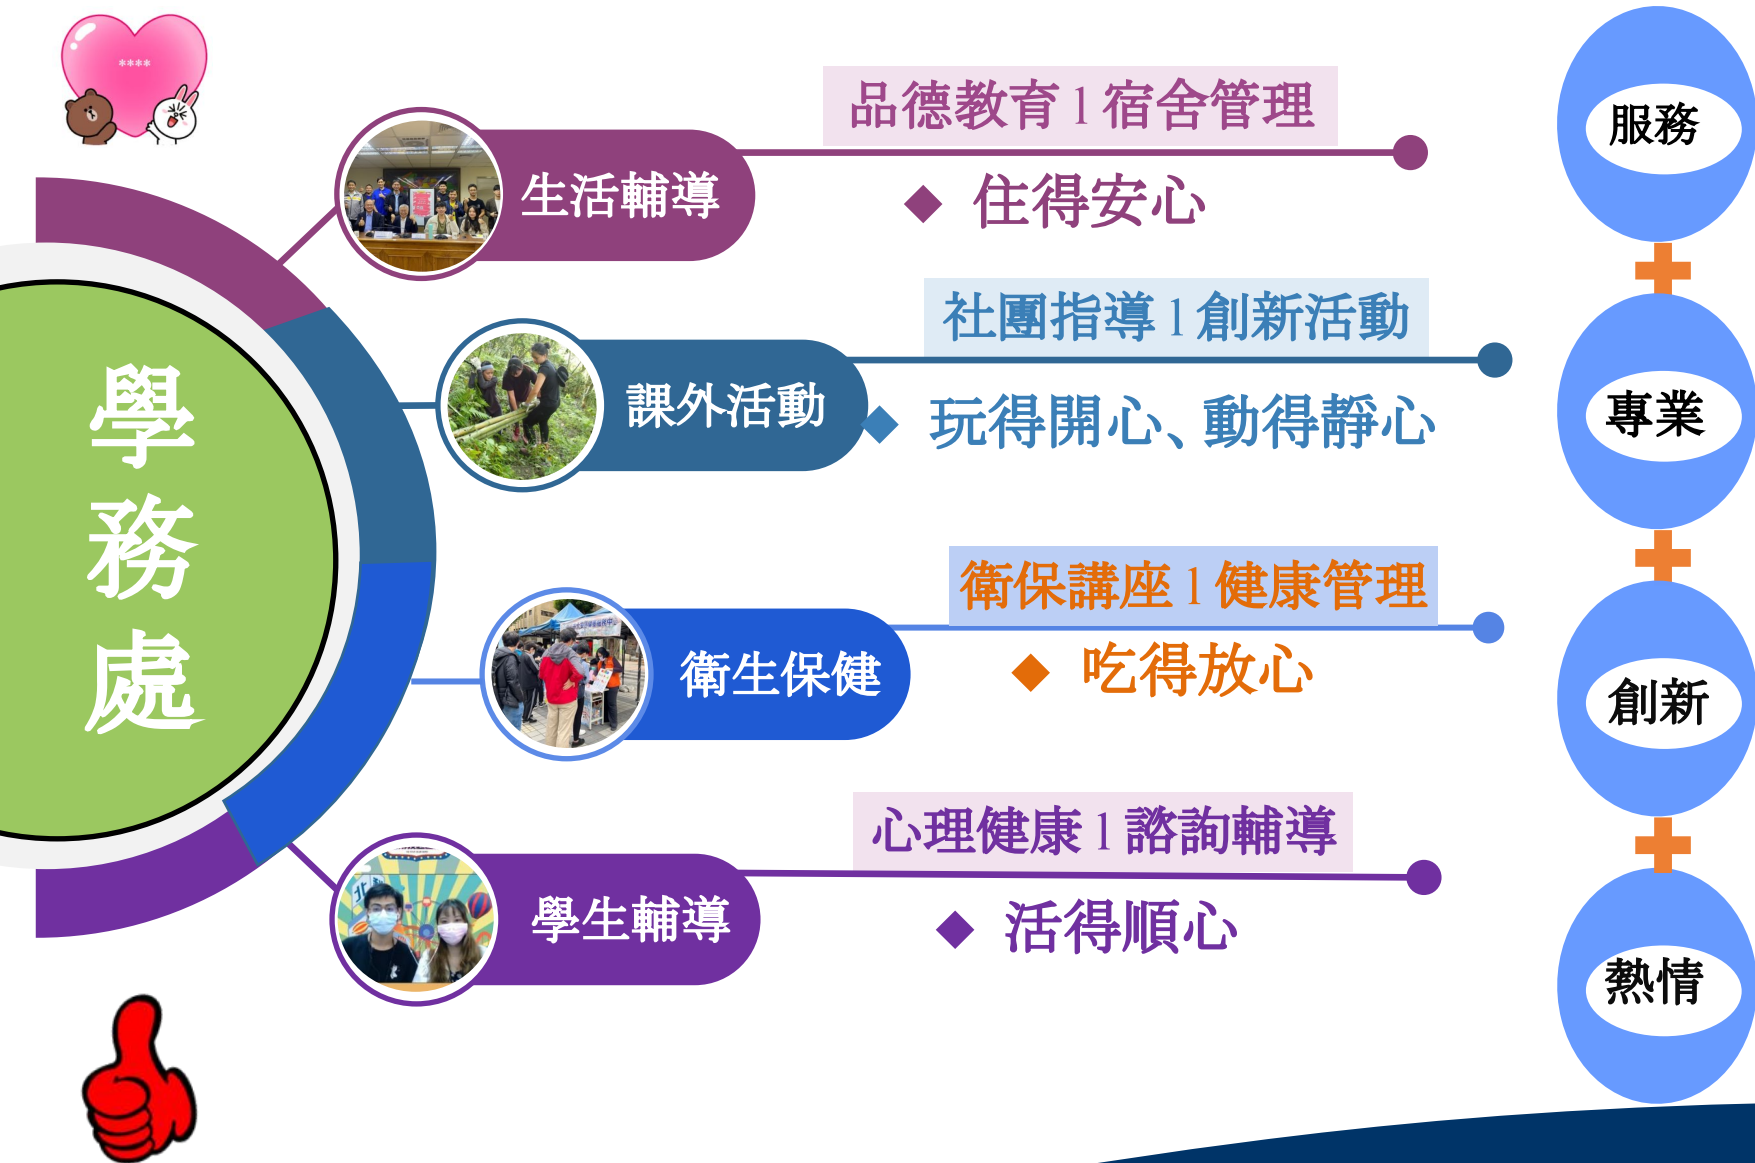 ****
學
務
處
生活輔導
品德教育 l 宿舍管理
◆ 住得安心
課外活動
社團指導 l 創新活動
◆ 玩得開心、動得靜心
衛生保健
衛保講座 l 健康管理
◆ 吃得放心
學生輔導
心理健康 l 諮詢輔導
◆ 活得順心
服務
專業
創新
熱情